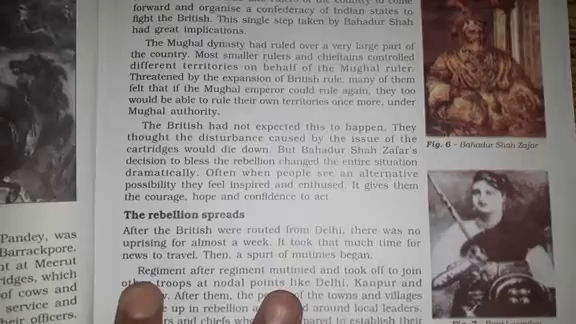 forward and organise a confederacy of Indian states to
fight the British. This single step taken by Bahadur Shah
had great implications.
The Mughal dynasty had ruled over a very large part of
the country. Most smaller rulers and chieftains controlled
different territories on behalf of the Mughal ruler.
Threatened by the expansion of British rule, many of them
felt that if the Mughal emperor could rule again, they too
would be able to rule their own territories once more, under
Mughal authority.
The British had not expected this to happen. They
thought the disturbance caused by the issue of the
cartridges would die down. But Bahadur Shah Zafar's
decision to bless the rebellion changed the entire situation
dramatically. Often when people see an alternative
possibility they feel inspired and enthused. It gives them
the courage, hope and confidence to act
The rebellion spreads
After the British were routed from Delhi, there was no
uprising for almost a week. It took that much time for
news to travel. Then, a spurt of mutinies began.
Regiment after regiment mutinied and took off to join
troops at nodal points like Delhi, Kanpur and
After them, the of the towns and villages
up in rebellion around local leaders.
and chiefs to establish their
Fig. 6 - Bahadur Shah Zafar
Pandey, was
Barrackpore.
at Meerut
which
of cows and
service and
their officers.